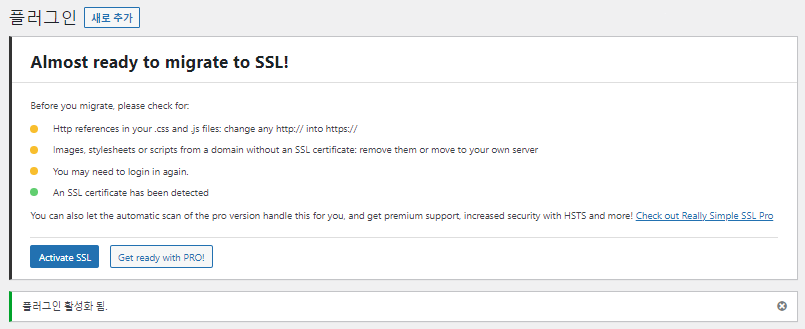 플러그인 새로 추가
Almost ready to migrate to SSL!
Before you migrate, please check for:
Http references in your .css and .js files: change any http:// into https://
Images, stylesheets or scripts from a domain without an SSL certificate: remove them or move to your own server
You may need to login in again.
An SSL certificate has been detected
You can also let the automatic scan of the pro version handle this for you, and get premium support, increased security with HSTS and more! Check out Really Simple SSL Pro
Activate SSL Get ready with PRO!
플러그인 활성화 됨.